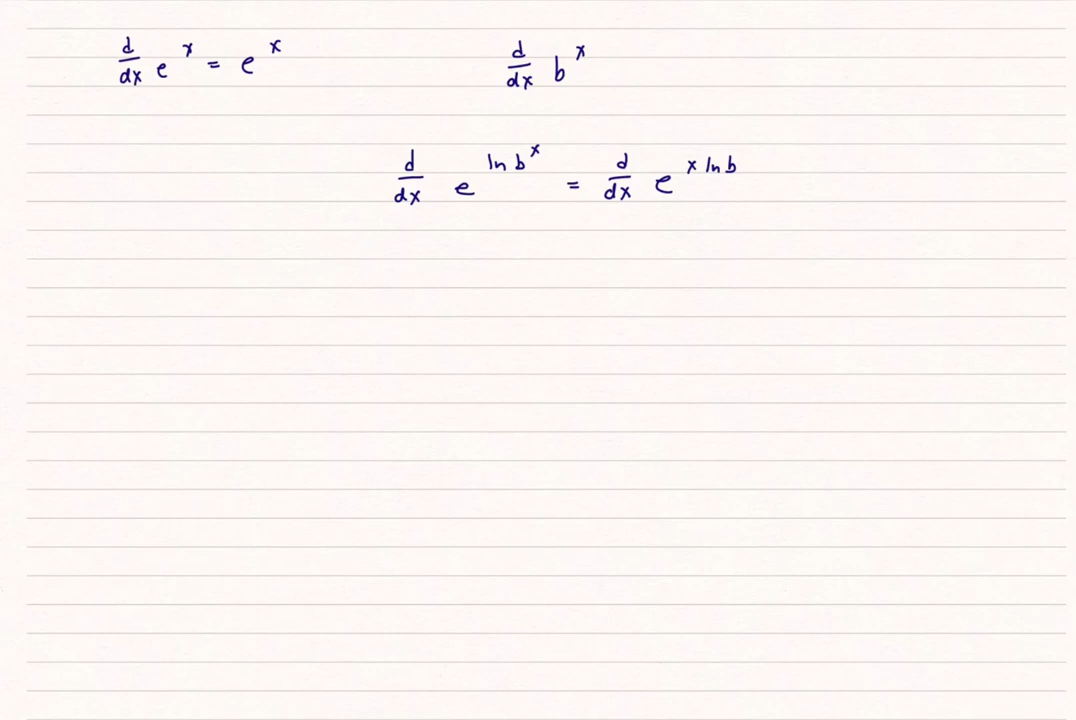 d/dx e^x = e^x d/dx b^x
d/dx e^ln b^x = d/dx e^x ln b